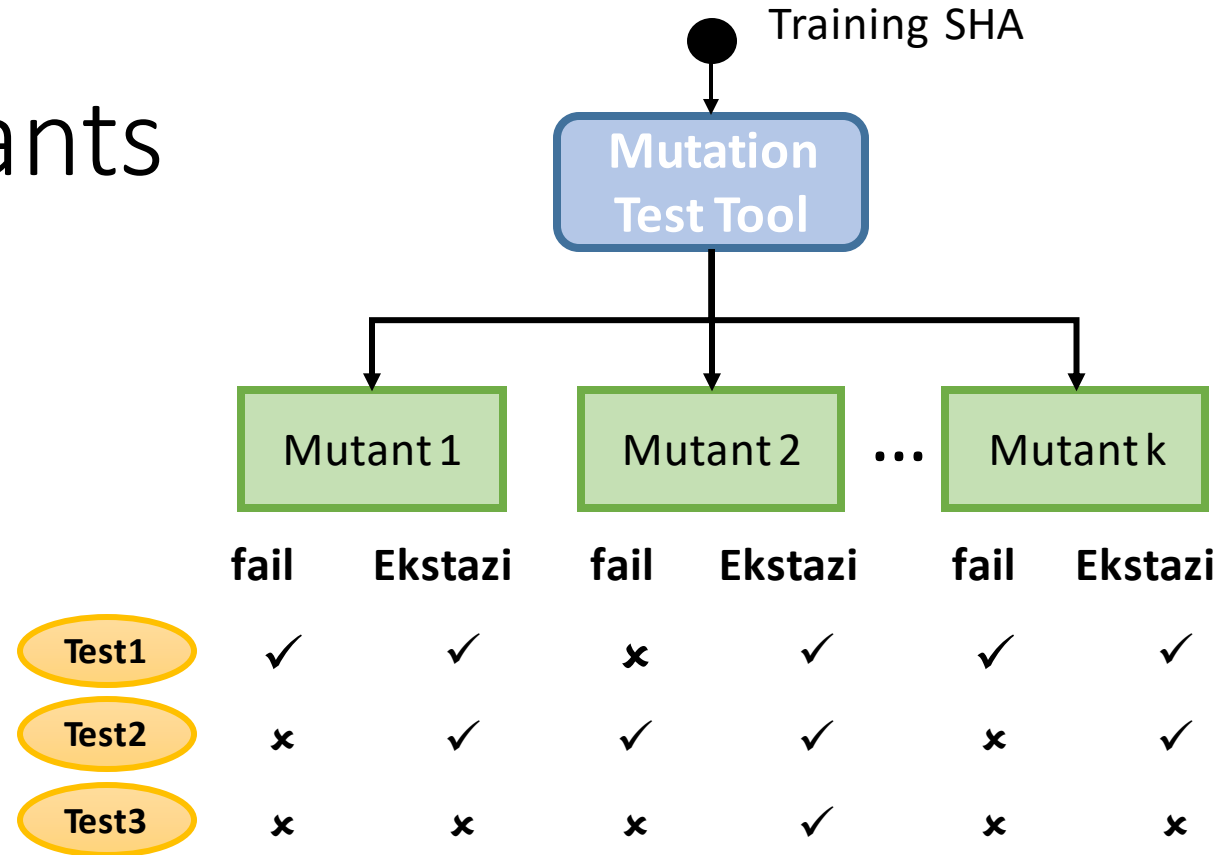 Training SHA
ants
Mutation
Test Tool
Mutant 1
Mutant 2
...
Mutant k
fail Ekstazi fail Ekstazi fail Ekstazi
Test1 ✓ ✓ ✗ ✓ ✓ ✓
Test2 ✗ ✓ ✓ ✓ ✗ ✓
Test3 ✗ ✗ ✗ ✓ ✗ ✗